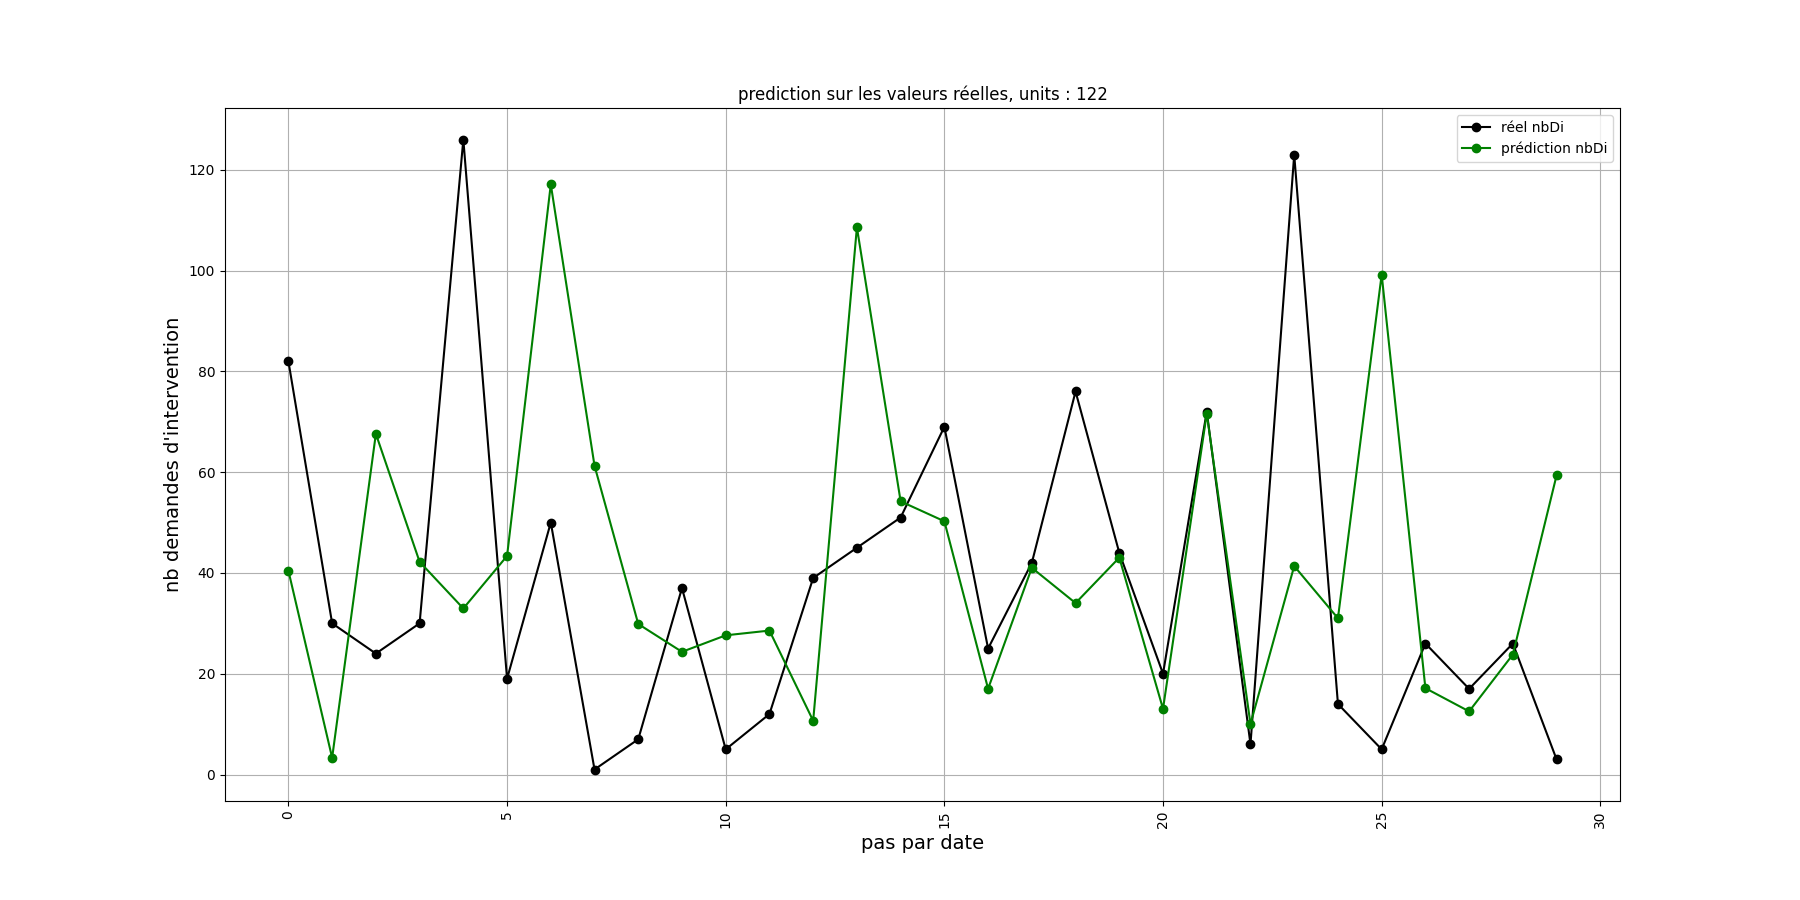 prediction sur les valeurs réelles, units : 122
réel nbDi
prédiction nbDi
nb demandes d'intervention
120
100
80
60
40
20
0
0
5
10
15
20
25
30
pas par date